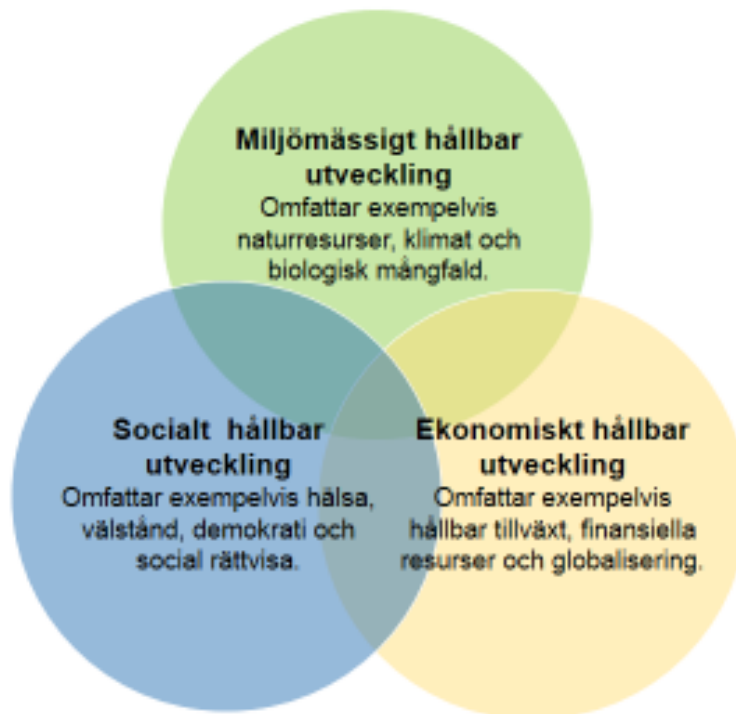 Miljömässigt hållbar
utveckling
Omfattar exempelvis
naturresurser, klimat och
biologisk mångfald.
Socialt hållbar
utveckling
Omfattar exempelvis hälsa,
välstånd, demokrati och
social rättvisa.
Ekonomiskt hållbar
utveckling
Omfattar exempelvis
hållbar tillväxt, finansiella
resurser och globalisering.